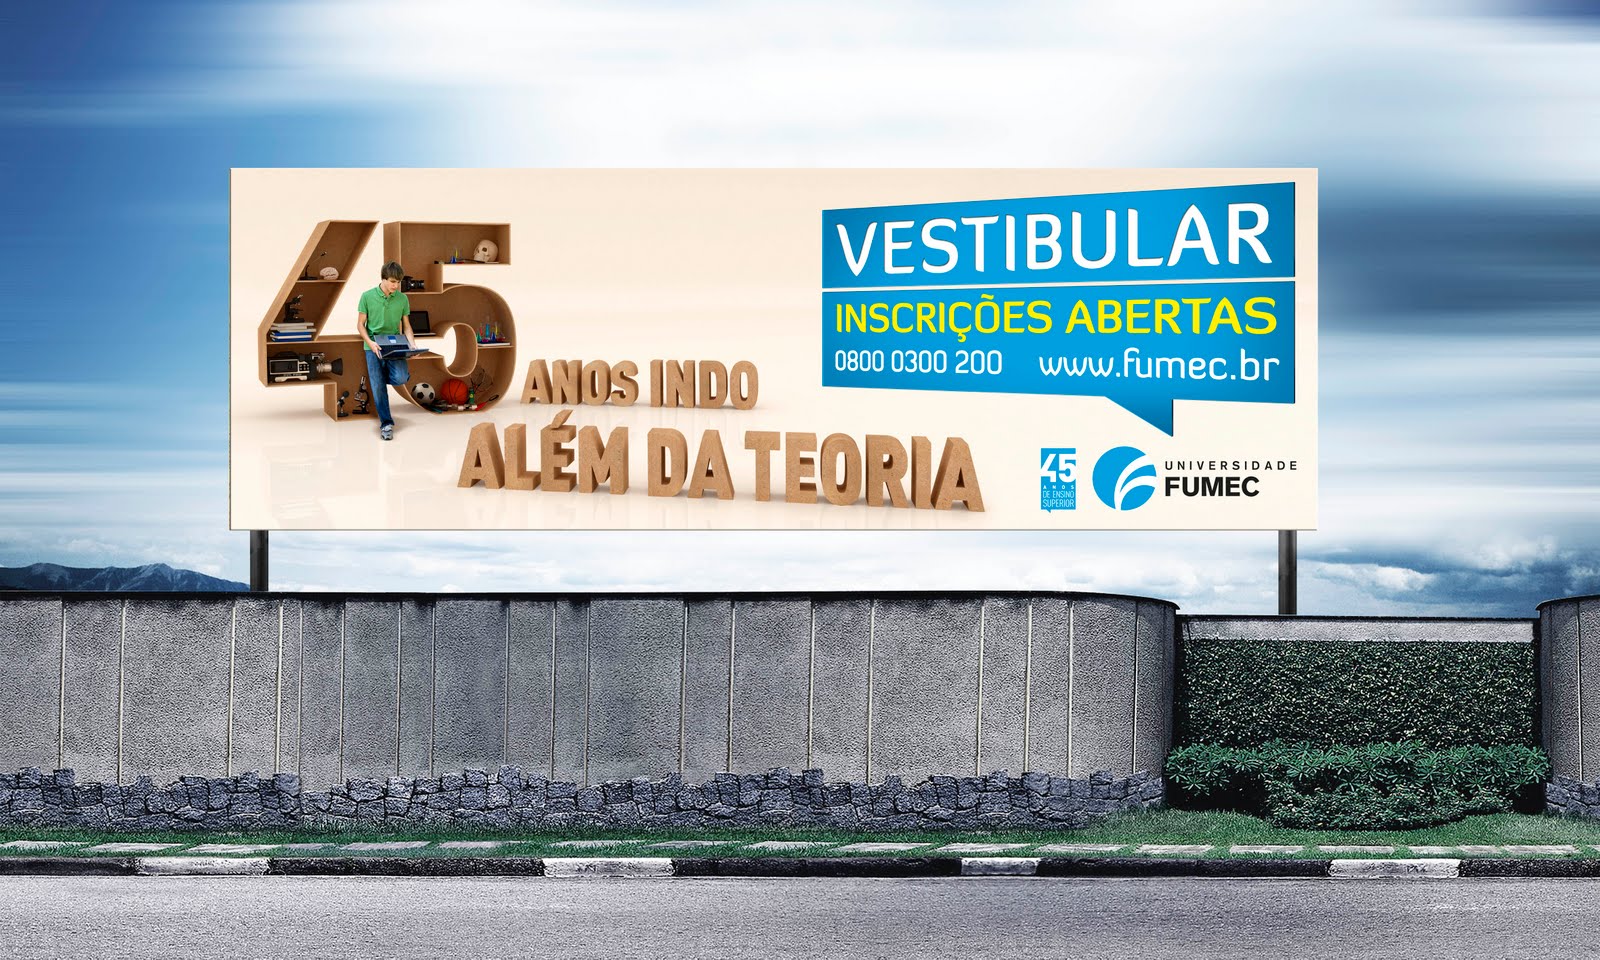 45
ANOS INDO
ALÉM DA TEORIA
VESTIBULAR
INSCRIÇÕES ABERTAS
0800 0300 200 www.fumec.br
45
ANOS
DE ENSINO
SUPERIOR
UNIVERSIDADE
FUMEC